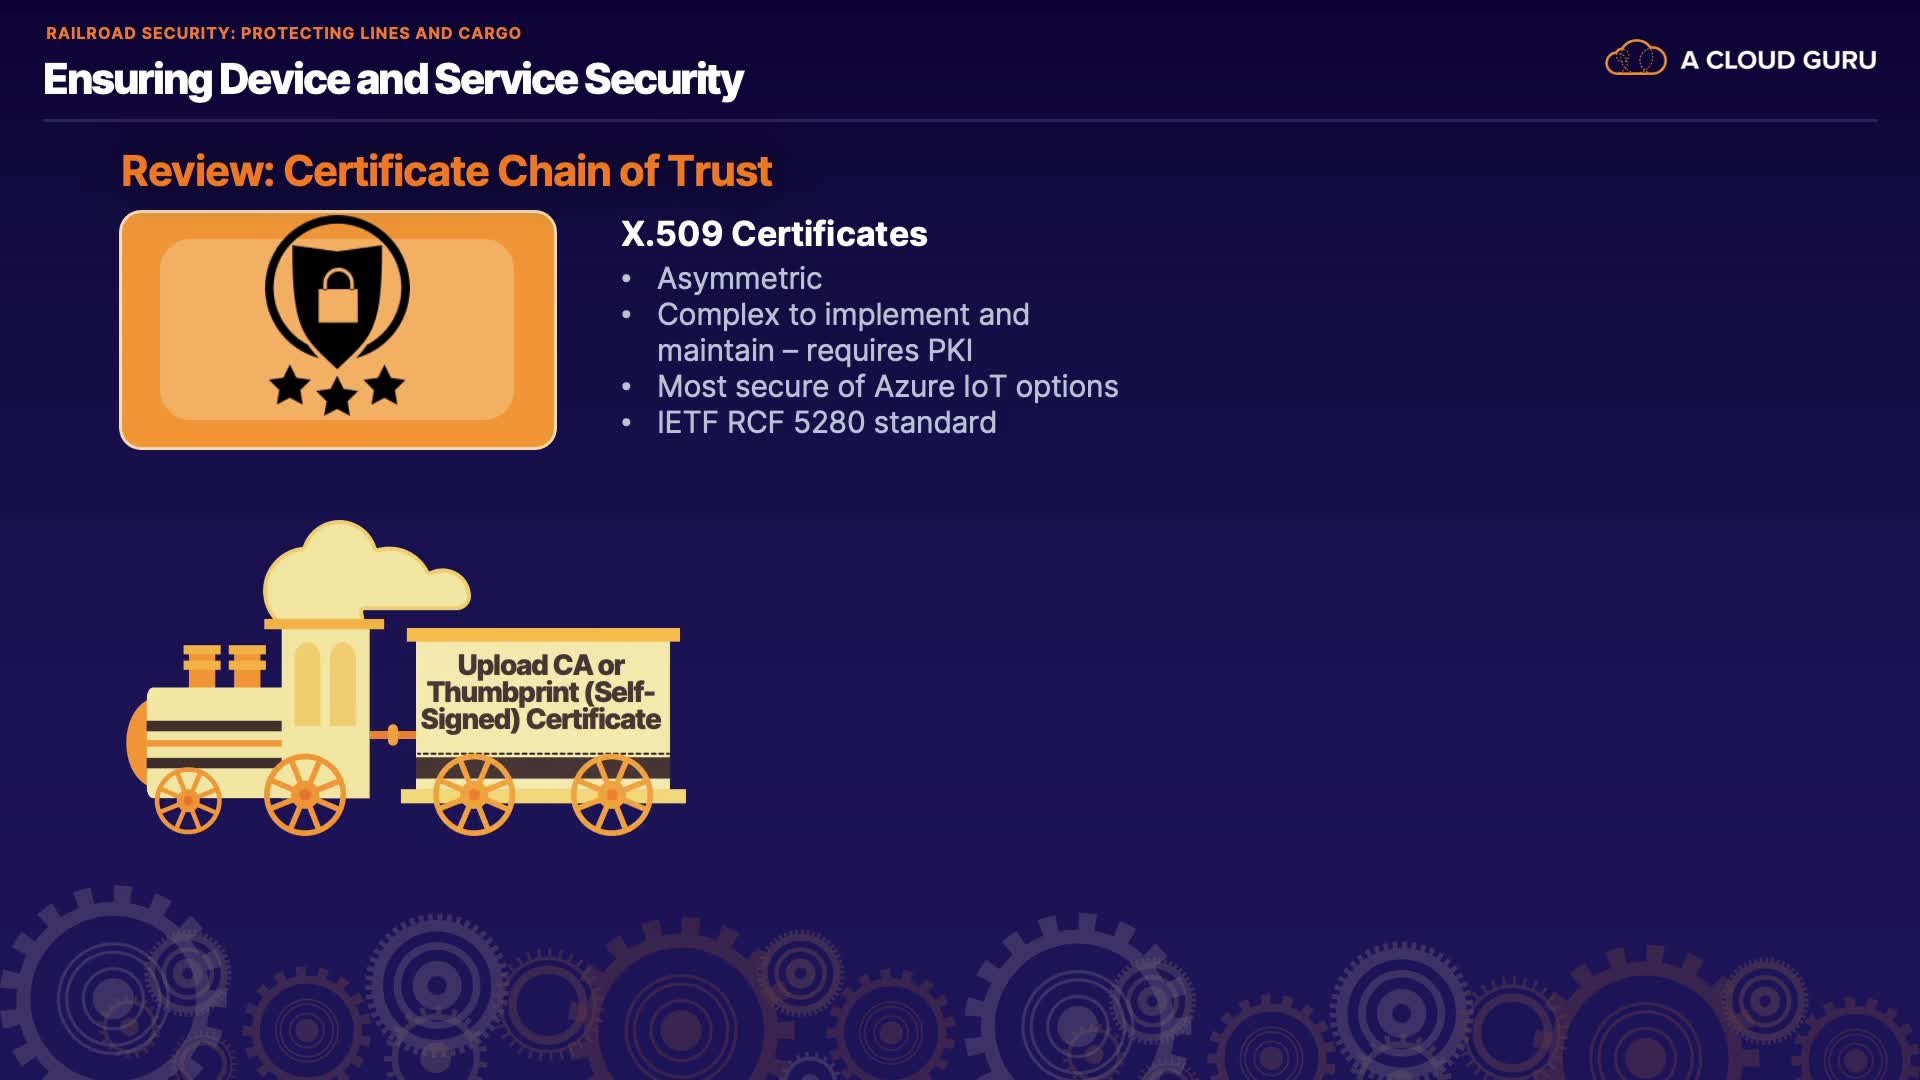 RAILROAD SECURITY: PROTECTING LINES AND CARGO
Ensuring Device and Service Security
A CLOUD GURU
Review: Certificate Chain of Trust
X.509 Certificates
• Asymmetric
• Complex to implement and
maintain – requires PKI
• Most secure of Azure IoT options
• IETF RCF 5280 standard
Upload CA or
Thumbprint (Self-
Signed) Certificate